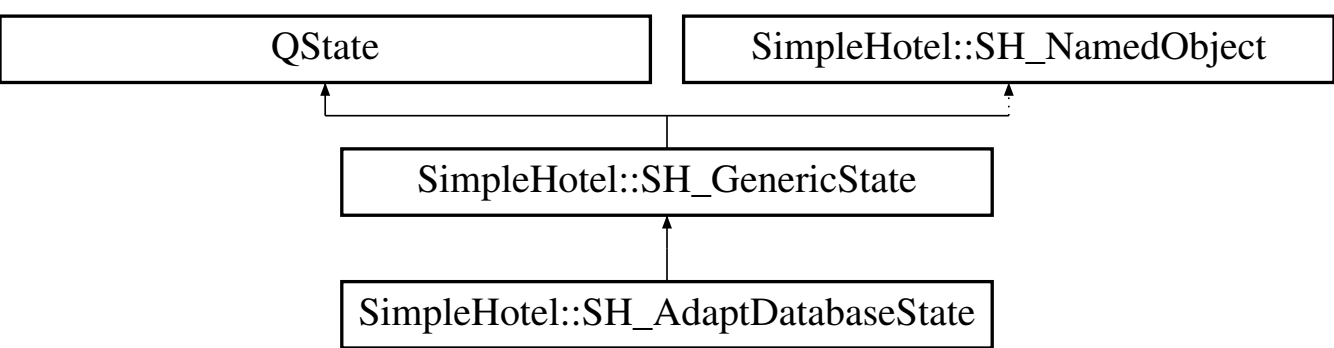 QState
SimpleHotel::SH_NamedObject
SimpleHotel::SH_GenericState
SimpleHotel::SH_AdaptDatabaseState